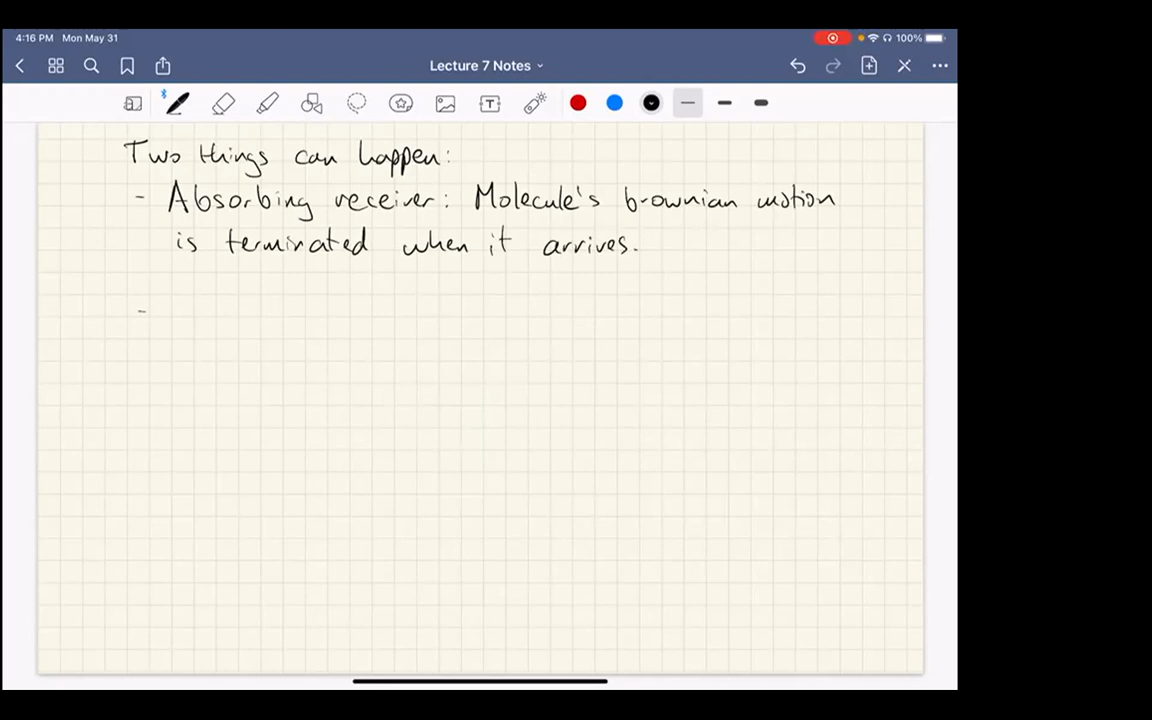 4:16 PM Mon May 31
100%
Lecture 7 Notes
Two things can happen:
- Absorbing receiver: Molecule's brownian motion
is terminated when it arrives.
-